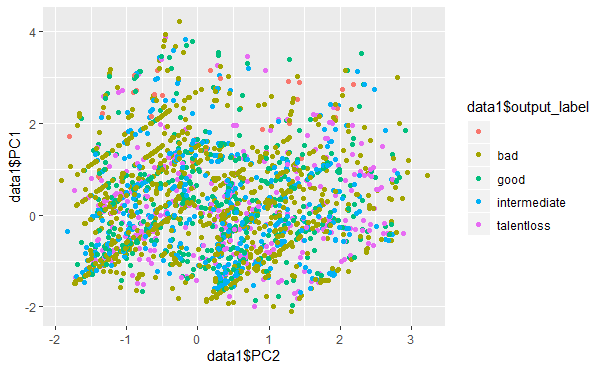 data1$PC1
4
2
0
-2
-2
-1
0
1
2
3
data1$PC2
data1$output_label
bad
good
intermediate
talentloss